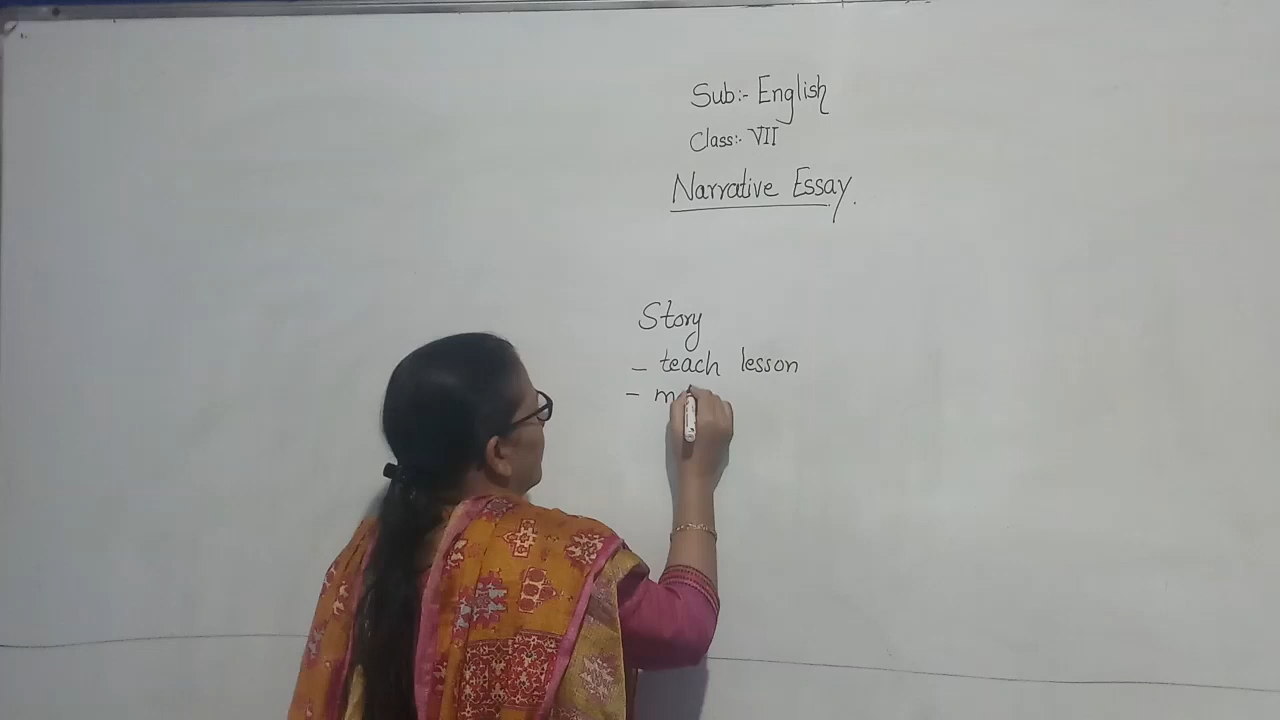 Sub:- English
Class:- VII
Narrative Essay.
Story
- teach lesson
-